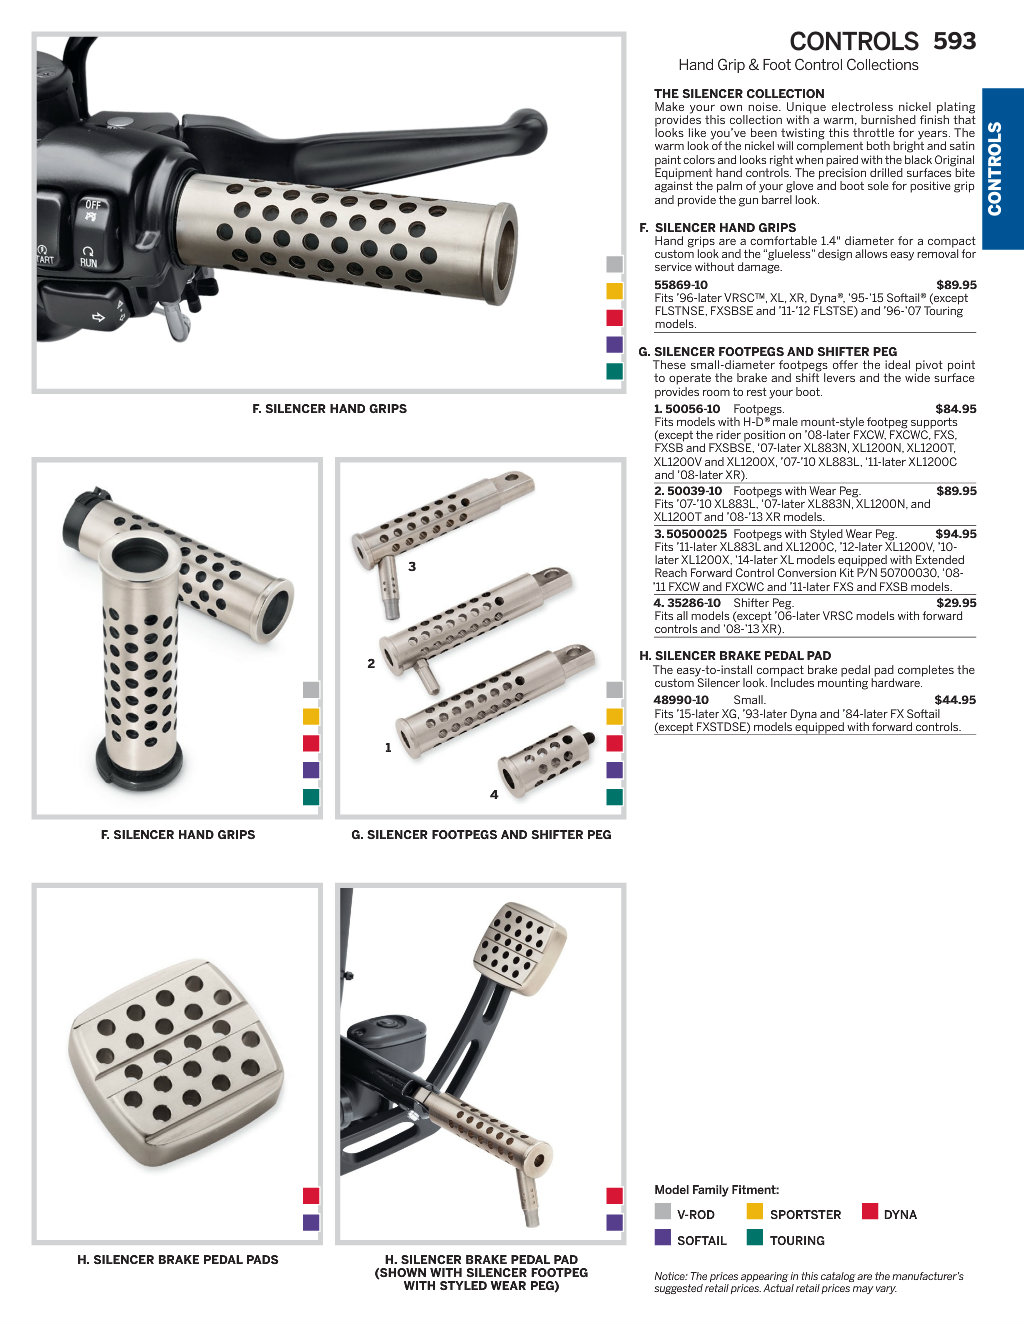 CONTROLS 593
Hand Grip & Foot Control Collections
CONTROLS
THE SILENCER COLLECTION
Make your own noise. Unique electroless nickel plating
provides this collection with a warm, burnished finish that
looks like you’ve been twisting this throttle for years. The
warm look of the nickel will complement both bright and satin
paint colors and looks right when paired with the black Original
Equipment hand controls. The precision drilled surfaces bite
against the palm of your glove and boot sole for positive grip
and provide the gun barrel look.
F. SILENCER HAND GRIPS
Hand grips are a comfortable 1.4" diameter for a compact
custom look and the “glueless” design allows easy removal for
service without damage.
55869-10 $89.95
Fits ’96-later VRSC™, XL, XR, Dyna®, ’95-’15 Softail® (except
FLSTNSE, FXSBSE and ’11-’12 FLSTSE) and ’96-’07 Touring
models.
G. SILENCER FOOTPEGS AND SHIFTER PEG
These small-diameter footpegs offer the ideal pivot point
to operate the brake and shift levers and the wide surface
provides room to rest your boot.
1. 50056-10 Footpegs. $84.95
Fits models with H-D® male mount-style footpeg supports
(except the rider position on ’08-later FXCW, FXCWC, FXS,
FXSB and FXSBSE, ’07-later XL883N, XL1200N, XL1200T,
XL1200V and XL1200X, ’07-’10 XL883L, ’11-later XL1200C
and ’08-later XR).
2. 50039-10 Footpegs with Wear Peg. $89.95
Fits ’07-’10 XL883L, ’07-later XL883N, XL1200N, and
XL1200T and ’08-’13 XR models.
3. 50500025 Footpegs with Styled Wear Peg. $94.95
Fits ’11-later XL883L and XL1200C, ’12-later XL1200V, ’10-
later XL1200X, ’14-later XL models equipped with Extended
Reach Forward Control Conversion Kit P/N 50700030, ’08-
’11 FXCW and FXCWC and ’11-later FXS and FXSB models.
4. 35286-10 Shifter Peg. $29.95
Fits all models (except ’06-later VRSC models with forward
controls and ’08-’13 XR).
H. SILENCER BRAKE PEDAL PAD
The easy-to-install compact brake pedal pad completes the
custom Silencer look. Includes mounting hardware.
48990-10 Small. $44.95
Fits ’15-later XG, ’93-later Dyna and ’84-later FX Softail
(except FXSTDSE) models equipped with forward controls.
OFF
RUN
TART
F. SILENCER HAND GRIPS
3
2
1
4
F. SILENCER HAND GRIPS
G. SILENCER FOOTPEGS AND SHIFTER PEG
H. SILENCER BRAKE PEDAL PADS
H. SILENCER BRAKE PEDAL PAD
(SHOWN WITH SILENCER FOOTPEG
WITH STYLED WEAR PEG)
Model Family Fitment:
V-ROD SPORTSTER DYNA
SOFTAIL TOURING
Notice: The prices appearing in this catalog are the manufacturer’s
suggested retail prices. Actual retail prices may vary.